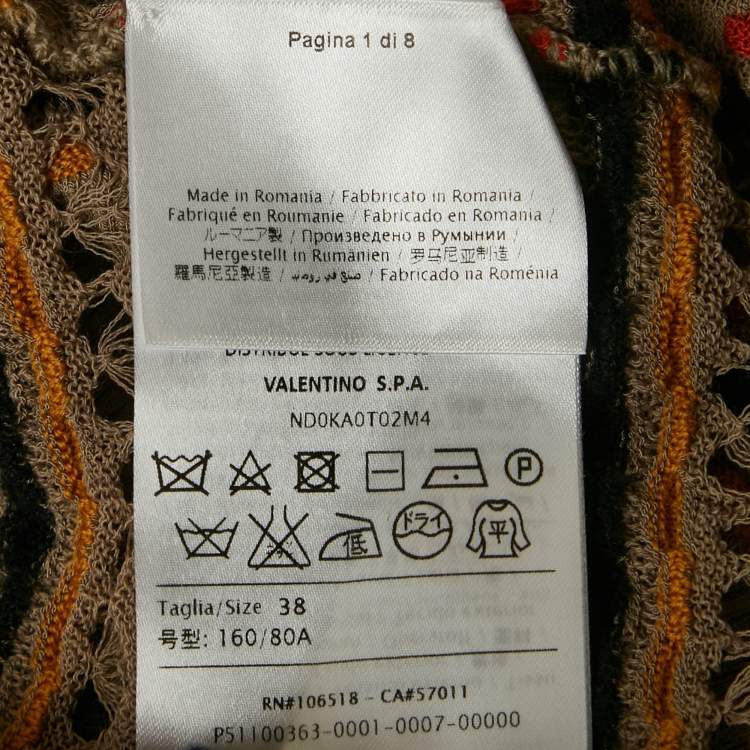 Pagina 1 di 8
Made in Romania / Fabbricato in Romania /
Fabriqué en Roumanie / Fabricado en Romania /
ルーマニア製 / Произведено в Румынии /
Hergestellt in Rumänien / 罗马尼亚制造 /
羅馬尼亞製造 / صنع في رومانيا / Fabricado na Roménia
VALENTINO S.P.A.
ND0KA0T02M4
P
低 ドライ 平
Taglia/Size 38
号型: 160/80A
RN#106518 - CA#57011
P51100363-0001-0007-00000